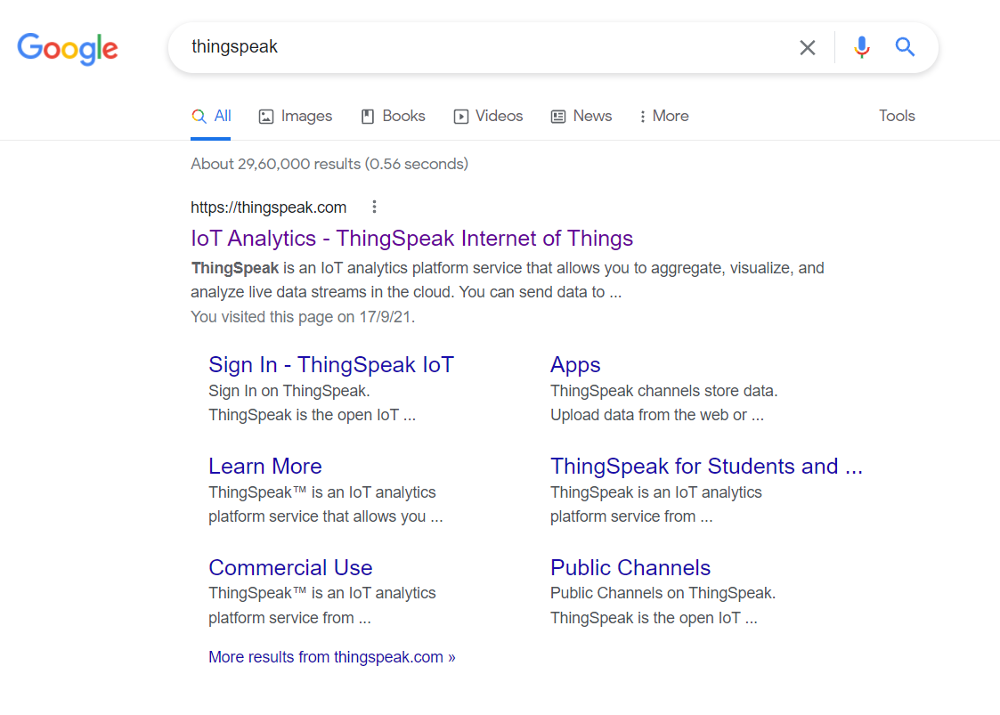 Google
thingspeak
All Images Books Videos News More Tools
About 29,60,000 results (0.56 seconds)
https://thingspeak.com
IoT Analytics - ThingSpeak Internet of Things
ThingSpeak is an IoT analytics platform service that allows you to aggregate, visualize, and
analyze live data streams in the cloud. You can send data to ...
You visited this page on 17/9/21.
Sign In - ThingSpeak IoT
Sign In on ThingSpeak.
ThingSpeak is the open IoT ...
Apps
ThingSpeak channels store data.
Upload data from the web or ...
Learn More
ThingSpeak™ is an IoT analytics
platform service that allows you ...
ThingSpeak for Students and ...
ThingSpeak is an IoT analytics
platform service from ...
Commercial Use
ThingSpeak™ is an IoT analytics
platform service from ...
Public Channels
Public Channels on ThingSpeak.
ThingSpeak is the open IoT ...
More results from thingspeak.com »